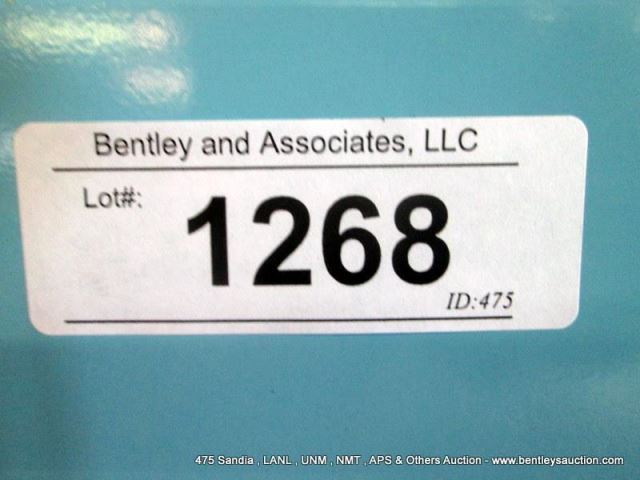 Bentley and Associates, LLC
Lot#:
1268
ID:475
475 Sandia , LANL , UNM , NMT , APS & Others Auction - www.bentleysauction.com